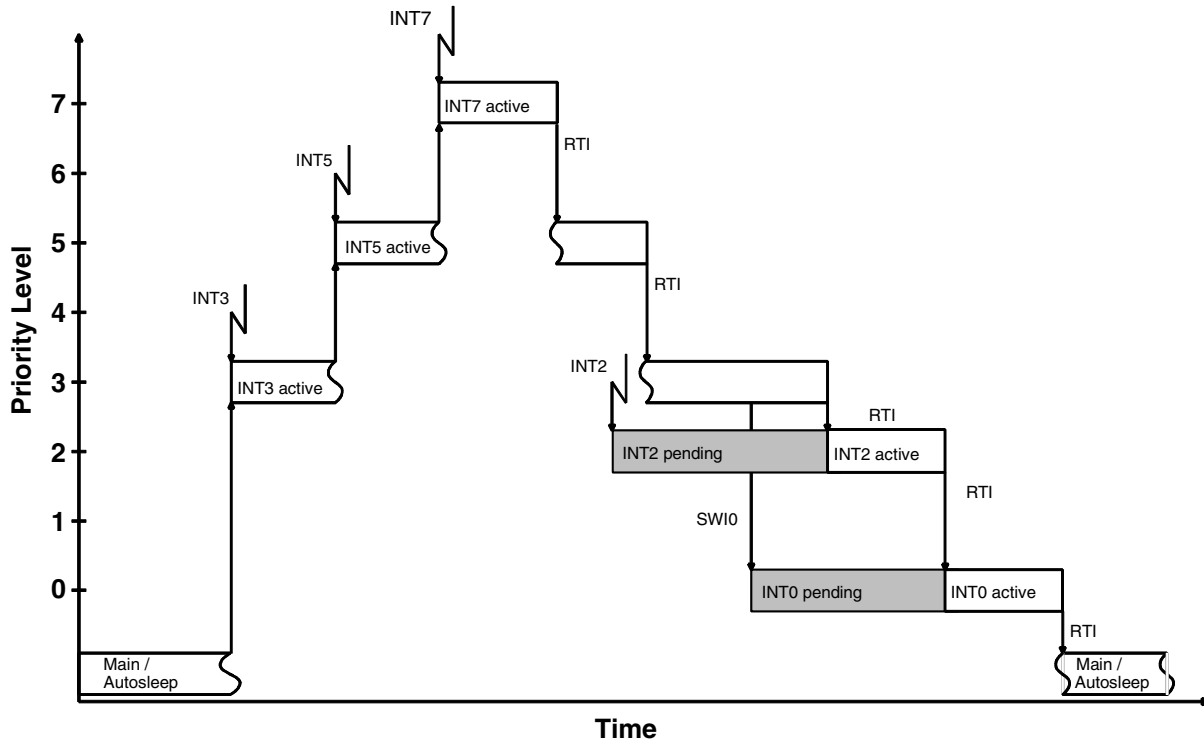 INT7
7
INT7 active
RTI
INT5
6
5
INT5 active
RTI
INT3
4
INT2
3
INT3 active
RTI
2
INT2 pending
INT2 active
RTI
1
SWI0
0
INT0 pending
INT0 active
RTI
Main /
Autosleep
Main /
Autosleep
Priority Level
Time